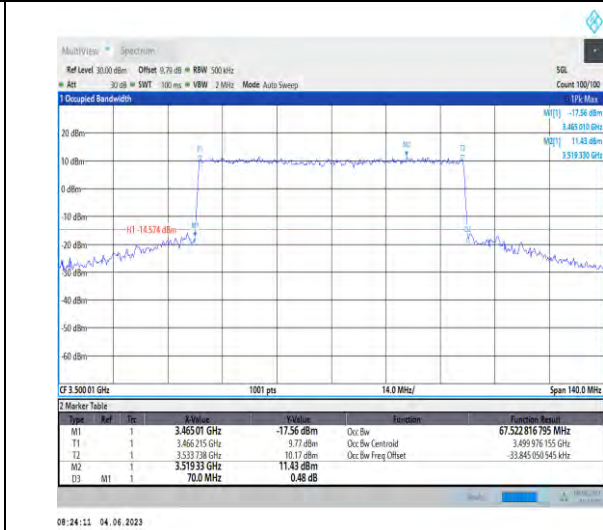 MultiView Spectrum
Ref Level 30.00 dBm Offset 9.79 dB RBW 500 kHz SGL
Att 30 dB SWT 100 ms VBW 2 MHz Mode Auto Sweep Count 100/100
1 Occupied Bandwidth 1Pk Max
M1[1] -17.56 dBm
3.465 010 GHz
20 dBm
M2[1] 11.43 dBm
3.519 330 GHz
T1 M2 T2
10 dBm
0 dBm
-10 dBm
H1 -14.574 dBm M1
-20 dBm
-30 dBm
-40 dBm
-50 dBm
-60 dBm
CF 3.500 01 GHz 1001 pts 14.0 MHz/ Span 140.0 MHz
2 Marker Table
Type Ref Trc X-Value Y-Value Function Function Result
M1 1 3.465 01 GHz -17.56 dBm Occ Bw 67.522 816 795 MHz
T1 1 3.466 215 GHz 9.77 dBm Occ Bw Centroid 3.499 976 155 GHz
T2 1 3.533 738 GHz 10.17 dBm Occ Bw Freq Offset -33.845 050 545 kHz
M2 1 3.519 33 GHz 11.43 dBm
D3 M1 1 70.0 MHz 0.48 dB
08:24:11 04.06.2023